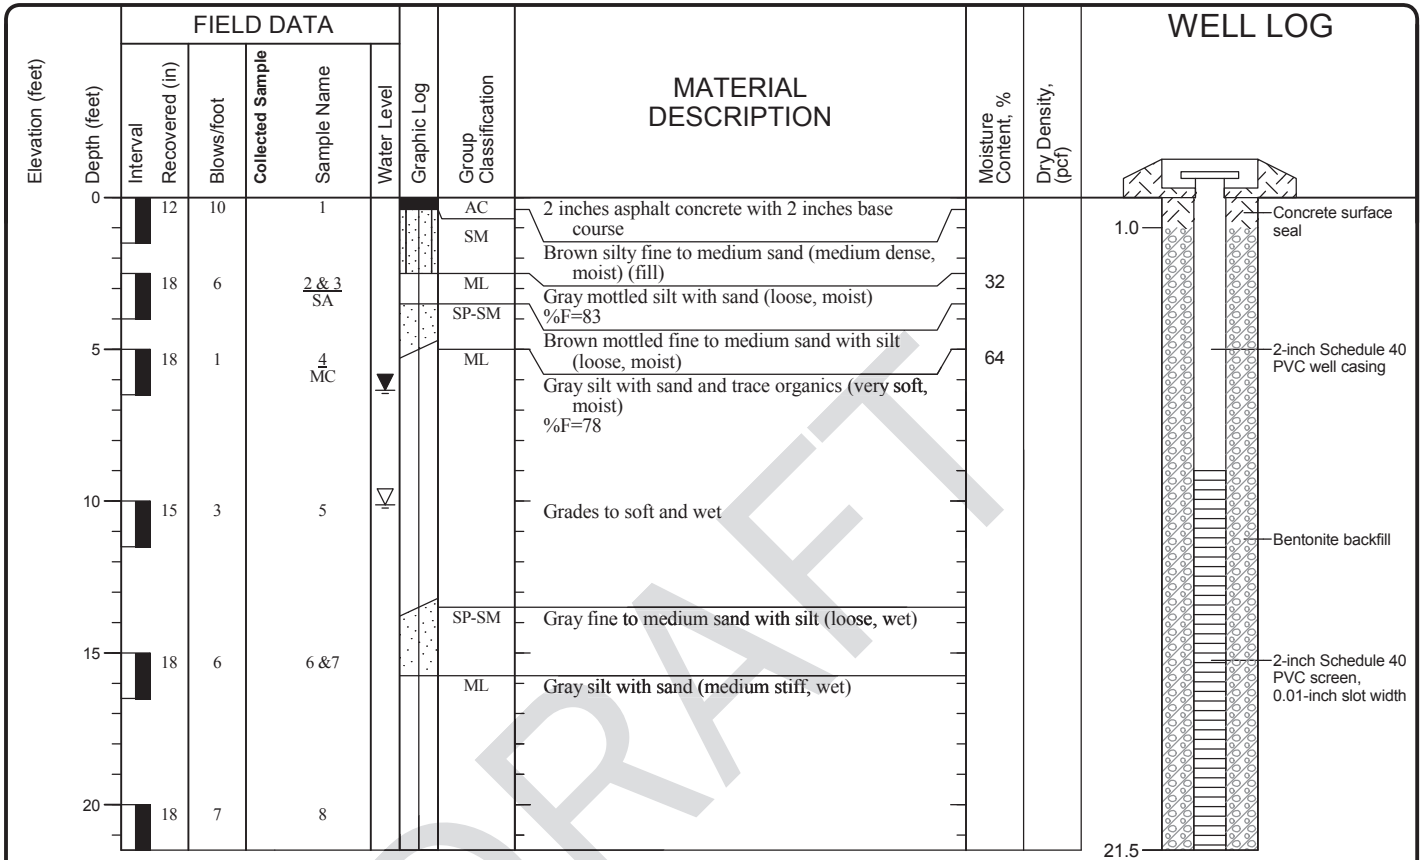 FIELD DATA
WELL LOG
Elevation (feet)
Depth (feet)
Interval
Recovered (in)
Blows/foot
Collected Sample
Sample Name
Water Level
Graphic Log
Group
Classification
MATERIAL
DESCRIPTION
Moisture
Content, %
Dry Density,
(pcf)
0
12
10
1
AC
2 inches asphalt concrete with 2 inches base
course
SM
Brown silty fine to medium sand (medium dense,
moist) (fill)
18
6
2 & 3
SA
ML
Gray mottled silt with sand (loose, moist)
%F=83
32
SP-SM
Brown mottled fine to medium sand with silt
(loose, moist)
5
18
1
4
MC
ML
Gray silt with sand and trace organics (very soft,
moist)
%F=78
64
10
15
3
5
Grades to soft and wet
SP-SM
Gray fine to medium sand with silt (loose, wet)
15
18
6
6 &7
ML
Gray silt with sand (medium stiff, wet)
20
18
7
8
1.0
Concrete surface
seal
2-inch Schedule 40
PVC well casing
Bentonite backfill
2-inch Schedule 40
PVC screen,
0.01-inch slot width
21.5
DRAFT